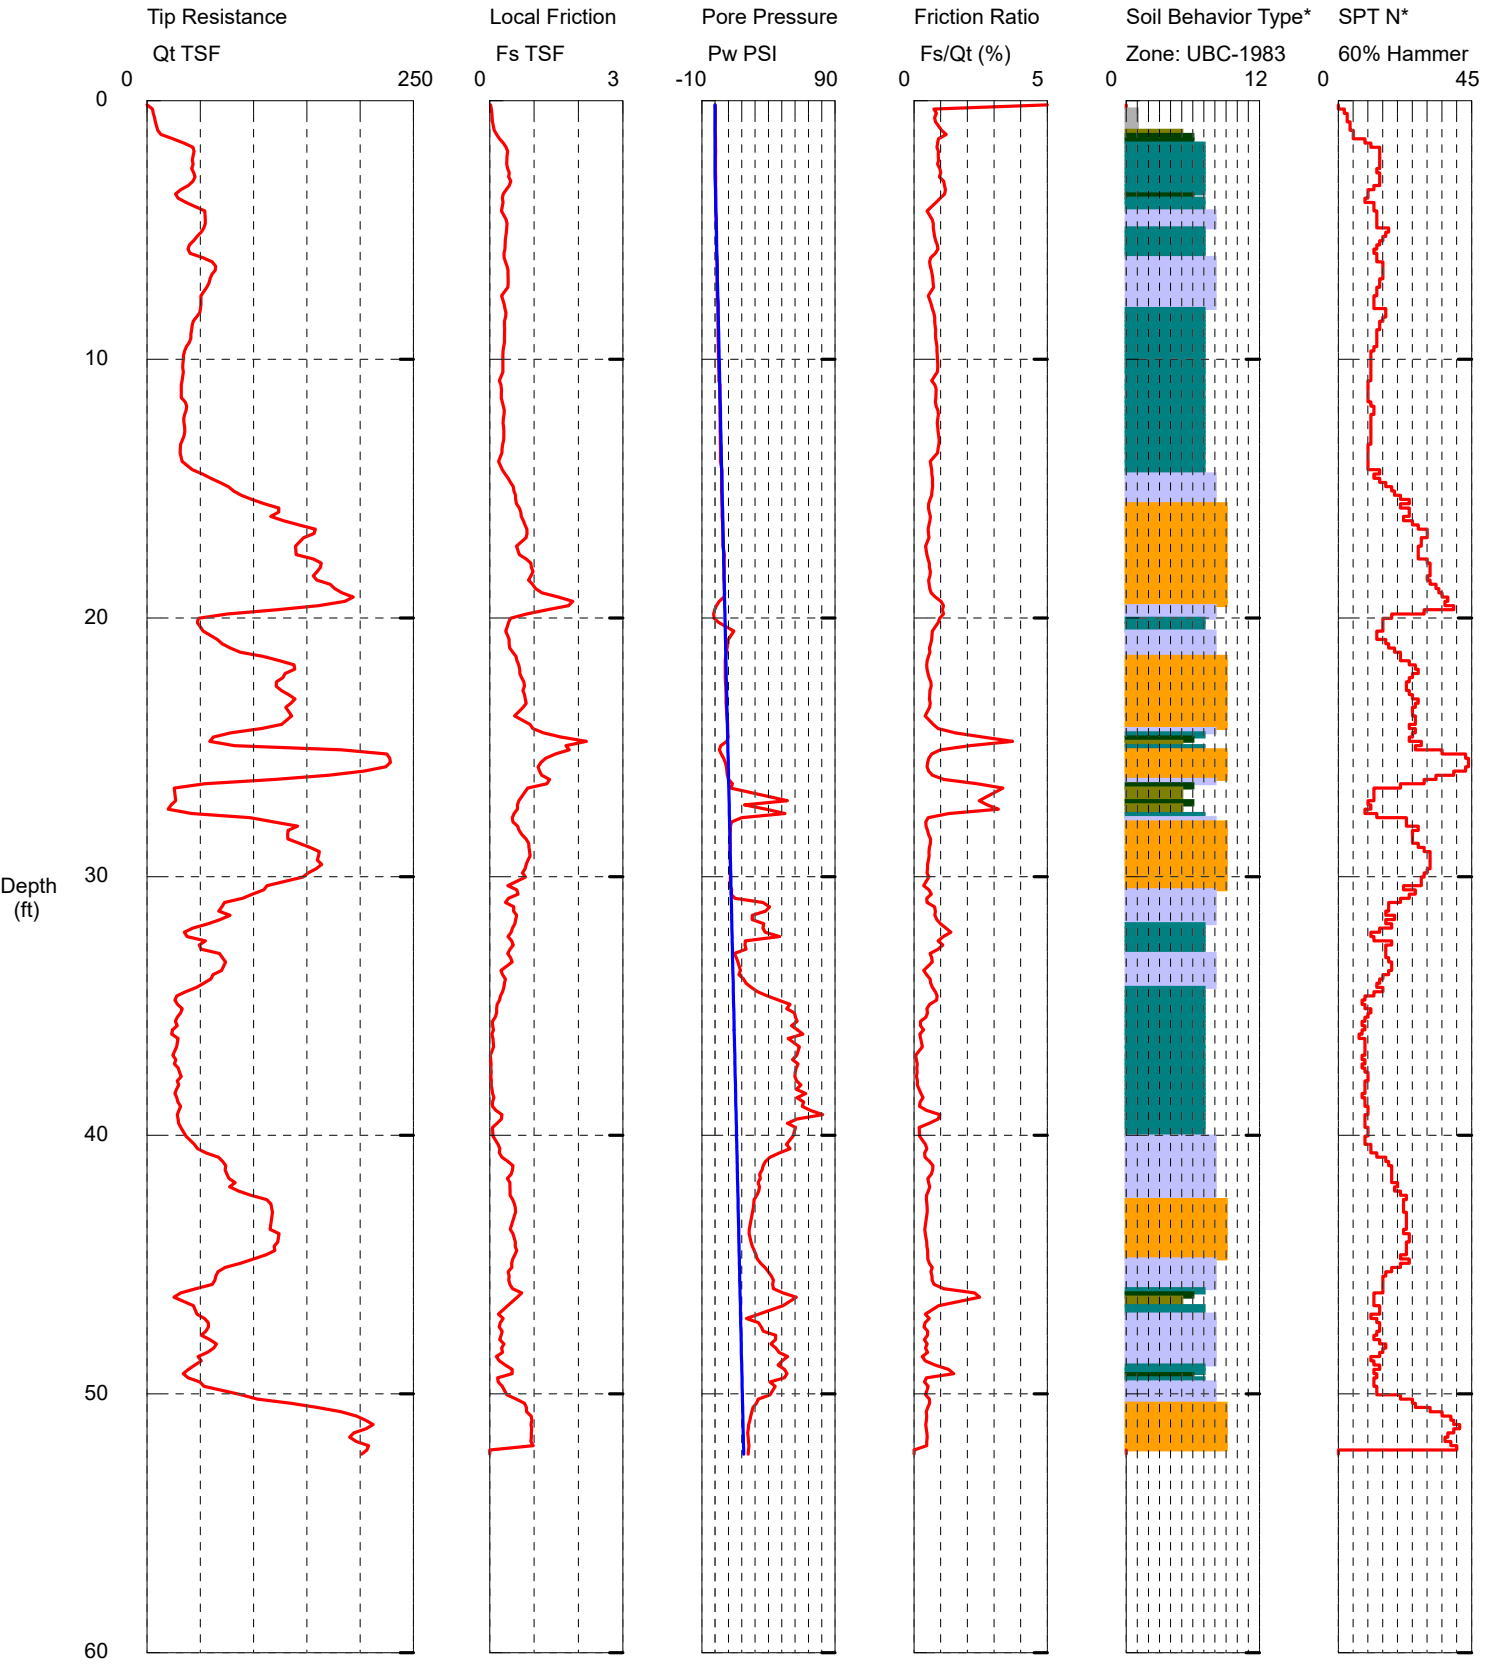 Tip Resistance Local Friction Pore Pressure Friction Ratio Soil Behavior Type* SPT N*
Qt TSF Fs TSF Pw PSI Fs/Qt (%) Zone: UBC-1983 60% Hammer
0 250 0 3 -10 90 0 5 0 12 0 45
0
10
20
30
Depth
(ft)
40
50
60